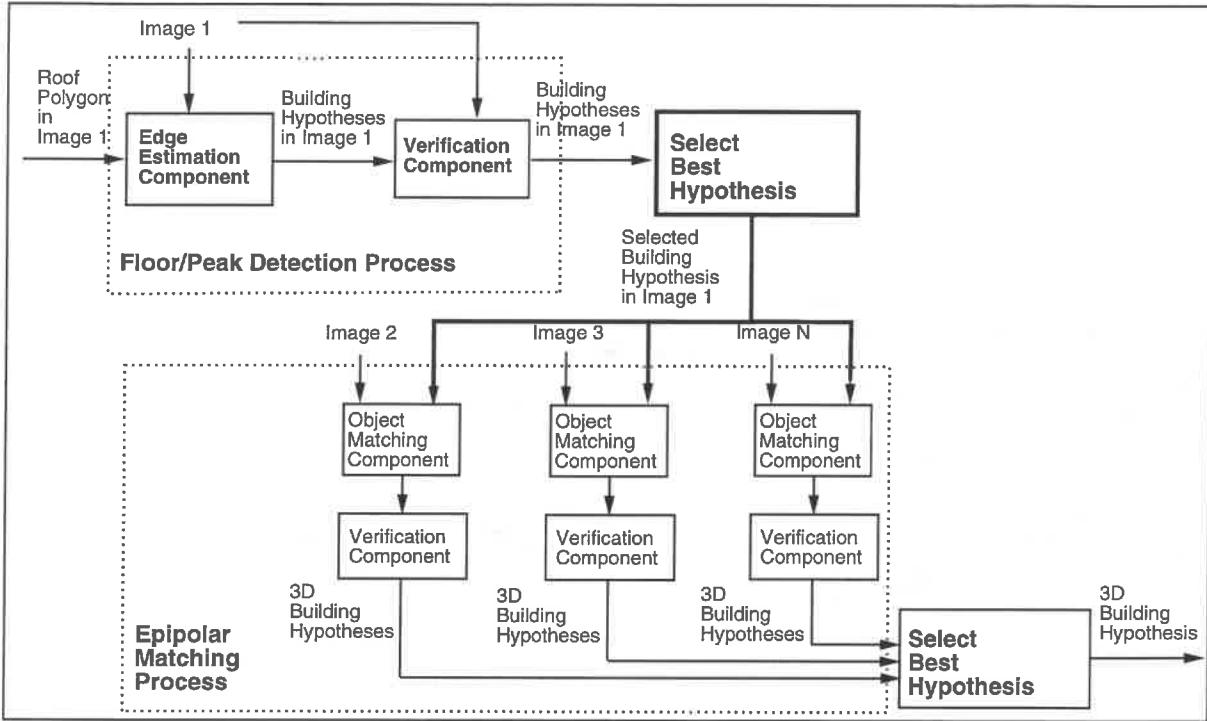 Image 1
Roof
Polygon
in
Image 1
Edge
Estimation
Component
Building
Hypotheses
in Image 1
Verification
Component
Building
Hypotheses
in Image 1
Select
Best
Hypothesis
Floor/Peak Detection Process
Selected
Building
Hypothesis
in Image 1
Image 2
Image 3
Image N
Object
Matching
Component
Object
Matching
Component
Object
Matching
Component
Verification
Component
Verification
Component
Verification
Component
3D
Building
Hypotheses
3D
Building
Hypotheses
3D
Building
Hypotheses
Epipolar
Matching
Process
Select
Best
Hypothesis
3D
Building
Hypothesis